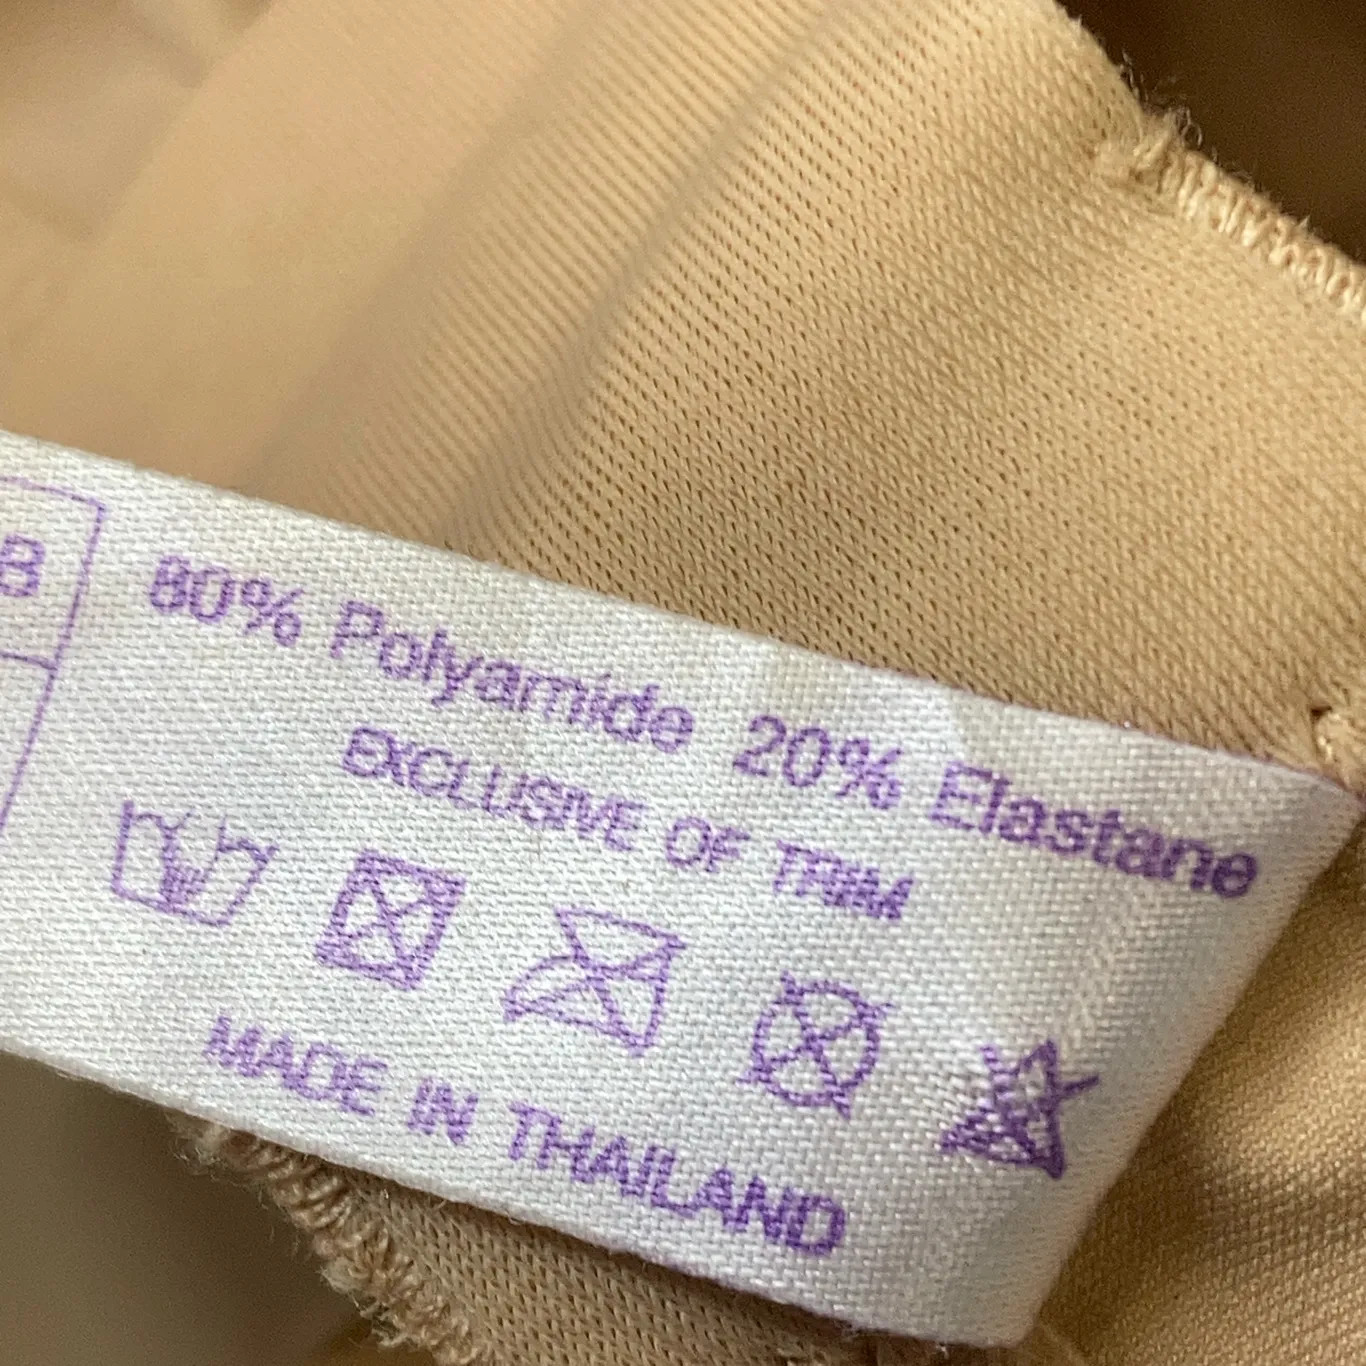 B
80% Polyamide 20% Elastane
EXCLUSIVE OF TRIM
MADE IN THAILAND